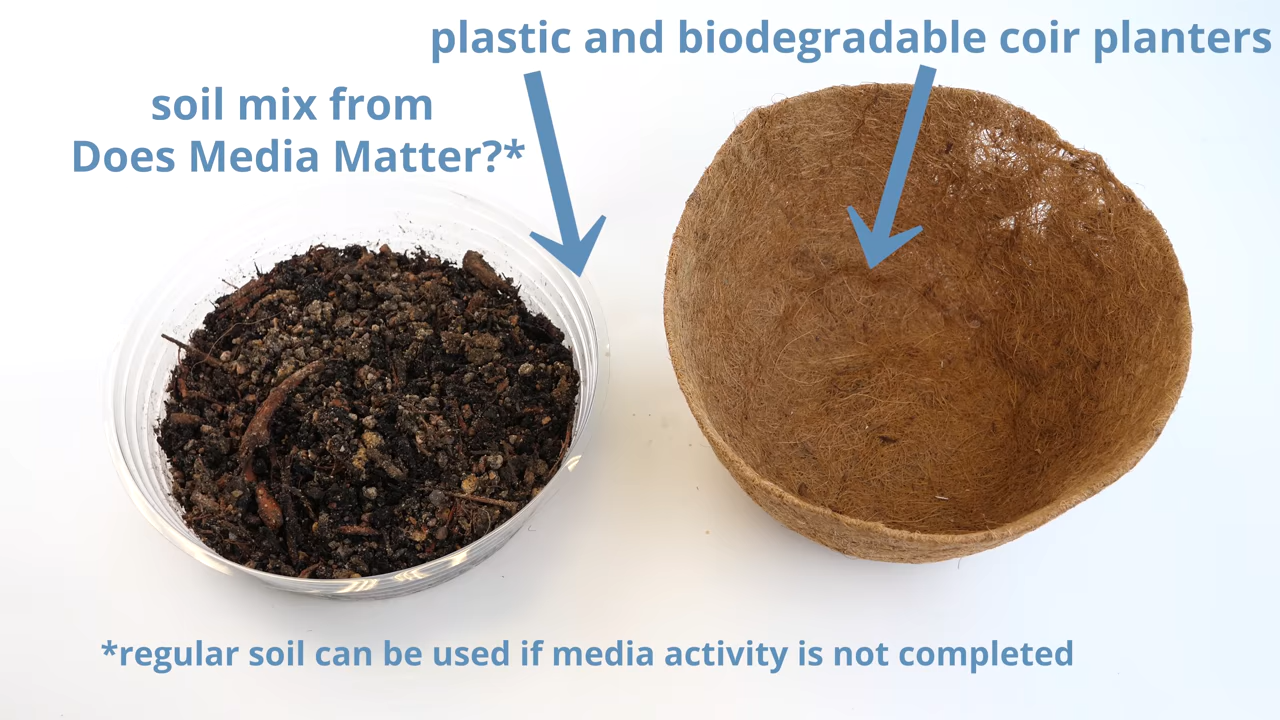 plastic and biodegradable coir planters
soil mix from
Does Media Matter?*
*regular soil can be used if media activity is not completed